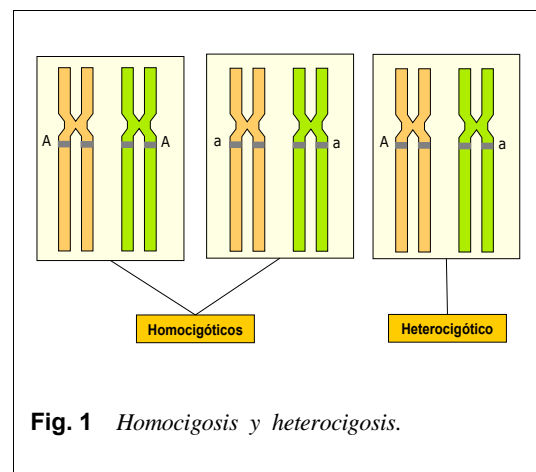 A A a a A a
Homocigóticos Heterocigótico
Fig. 1 Homocigosis y heterocigosis.